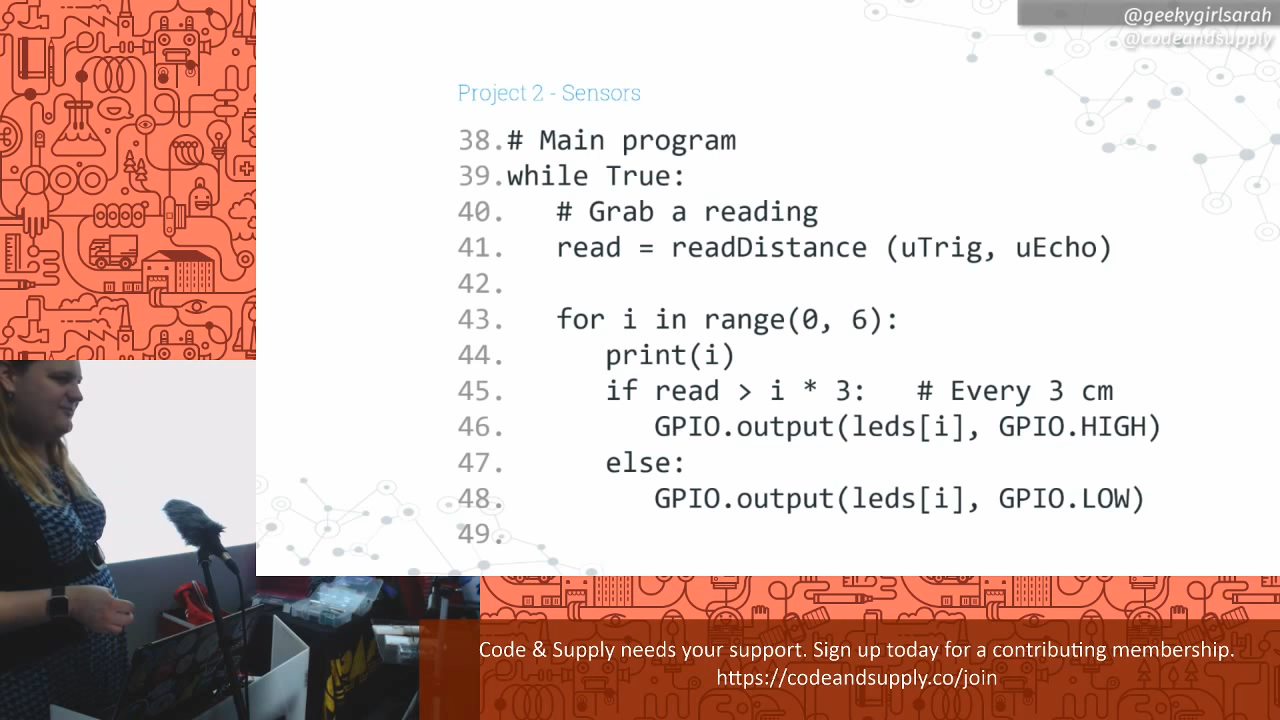 @geekygirlsarah
@codeandsupply
Project 2 - Sensors
38.# Main program
39.while True:
40.   # Grab a reading
41.   read = readDistance (uTrig, uEcho)
42.
43.   for i in range(0, 6):
44.      print(i)
45.      if read > i * 3:   # Every 3 cm
46.         GPIO.output(leds[i], GPIO.HIGH)
47.      else:
48.         GPIO.output(leds[i], GPIO.LOW)
49.
Code & Supply needs your support. Sign up today for a contributing membership.
https://codeandsupply.co/join